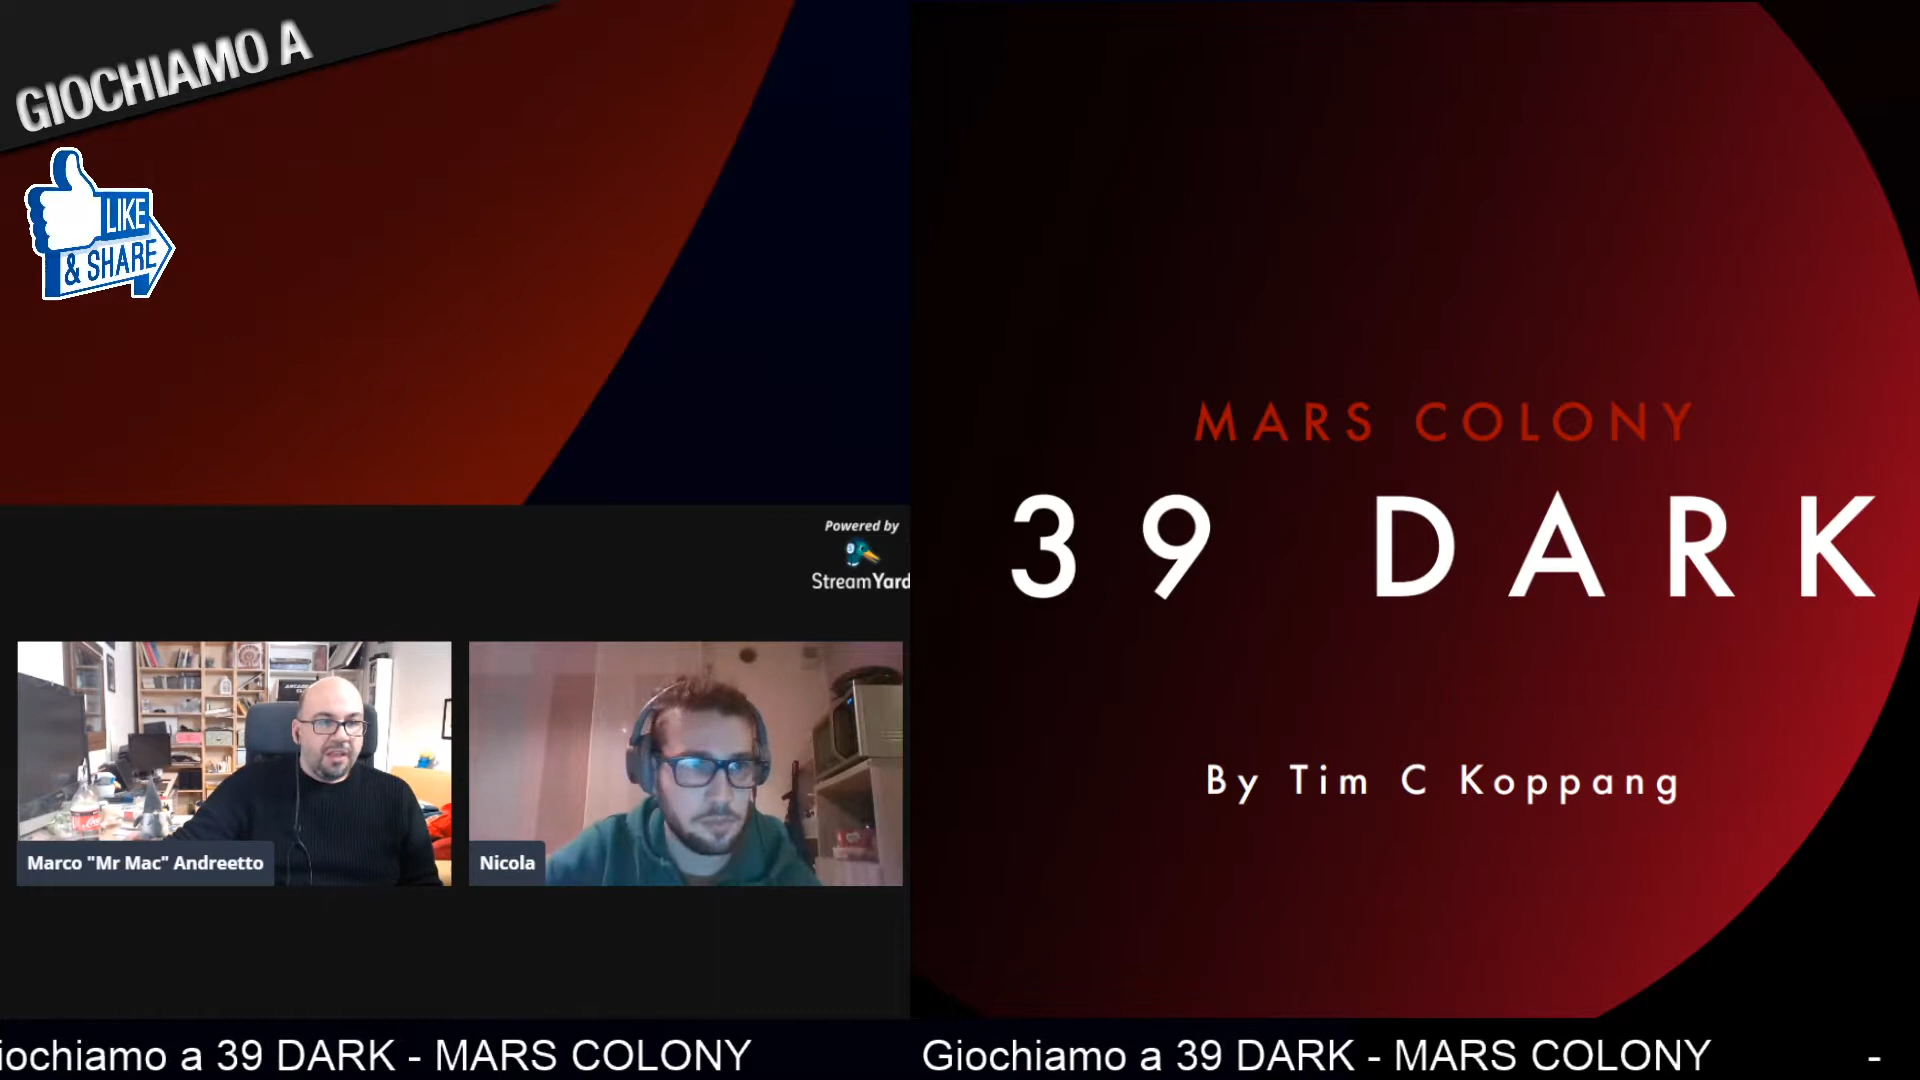 GIOCHIAMO A
LIKE
& SHARE
MARS COLONY
39 DARK
By Tim C Koppang
Powered by
StreamYard
Marco "Mr Mac" Andreetto
Nicola
iochiamo a 39 DARK - MARS COLONY
Giochiamo a 39 DARK - MARS COLONY -